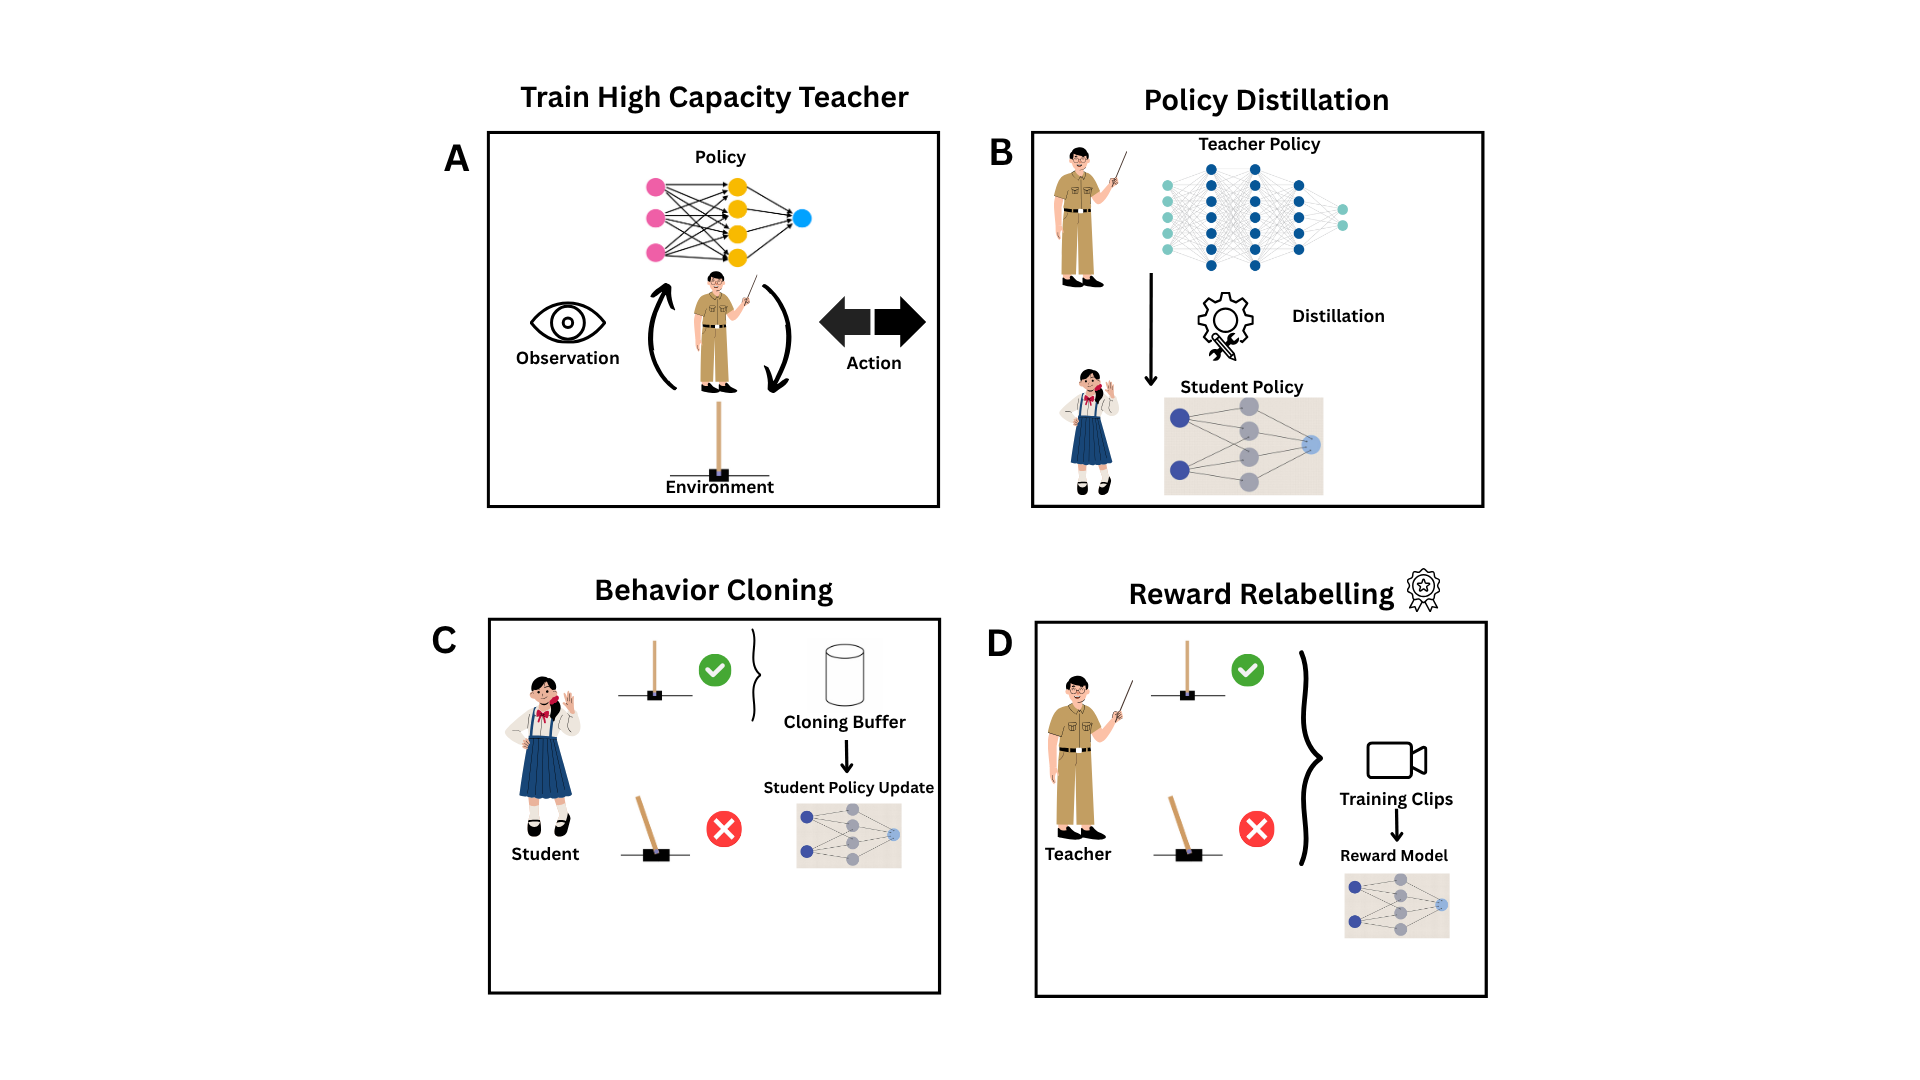 Train High Capacity Teacher
A
Policy
Observation
Action
Environment
Policy Distillation
B
Teacher Policy
Distillation
Student Policy
Behavior Cloning
C
Cloning Buffer
Student Policy Update
Student
Reward Relabelling
D
Training Clips
Teacher
Reward Model